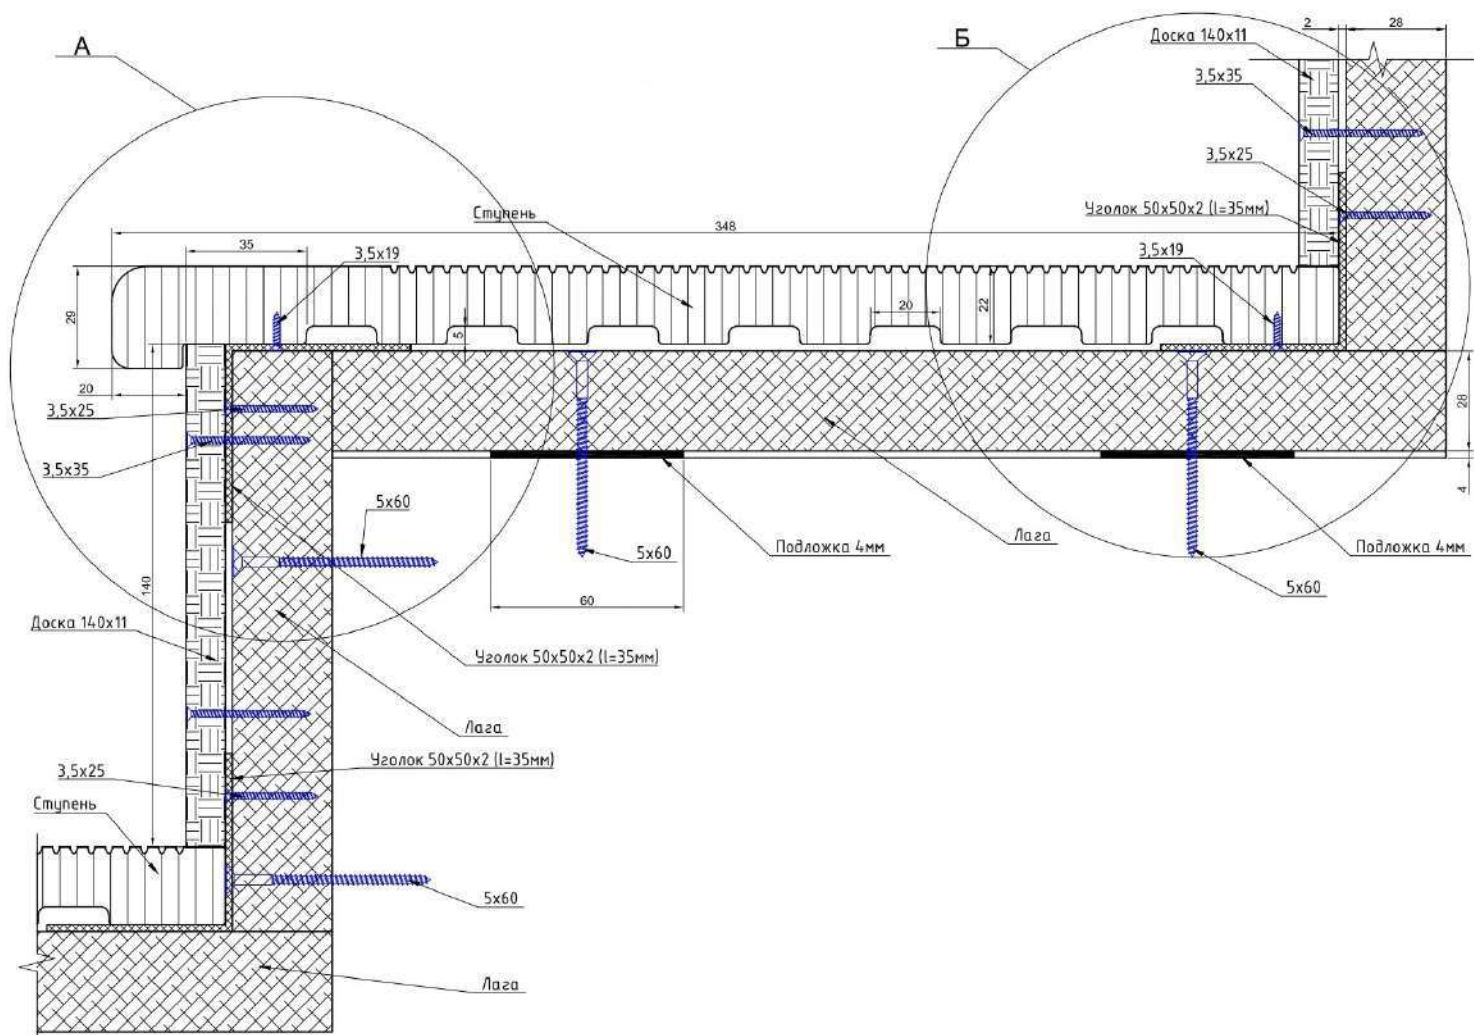 А
Б
2
28
Доска 140х11
3,5х35
3,5х25
Уголок 50х50х2 (l=35мм)
Ступень
348
35
3,5х19
3,5х19
29
5
20
22
20
3,5х25
3,5х35
28
4
5х60
5х60
Подложка 4мм
Лага
Подложка 4мм
5х60
60
140
Доска 140х11
Уголок 50х50х2 (l=35мм)
Лага
Уголок 50х50х2 (l=35мм)
3,5х25
Ступень
5х60
Лага